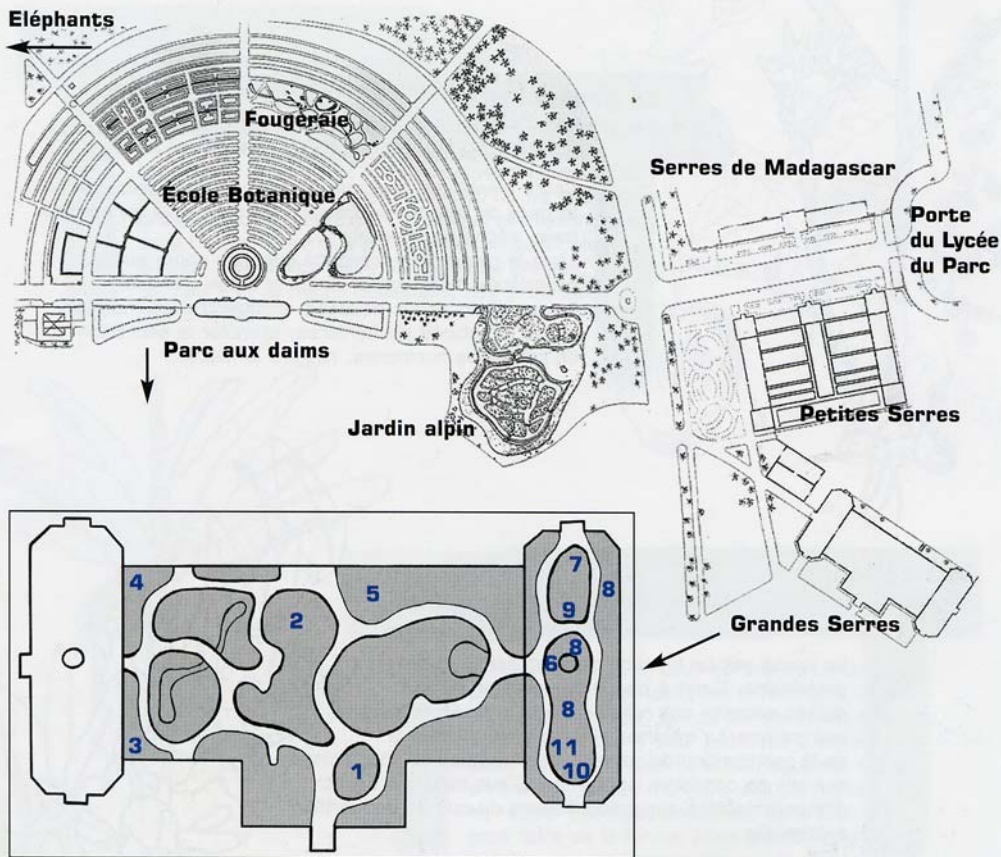 Eléphants
Fougeraie
École Botanique
Serres de Madagascar
Porte
du Lycée
du Parc
Parc aux daims
Jardin alpin
Petites Serres
Grandes Serres
4
5
2
7
8
9
8
6
8
3
1
11
10